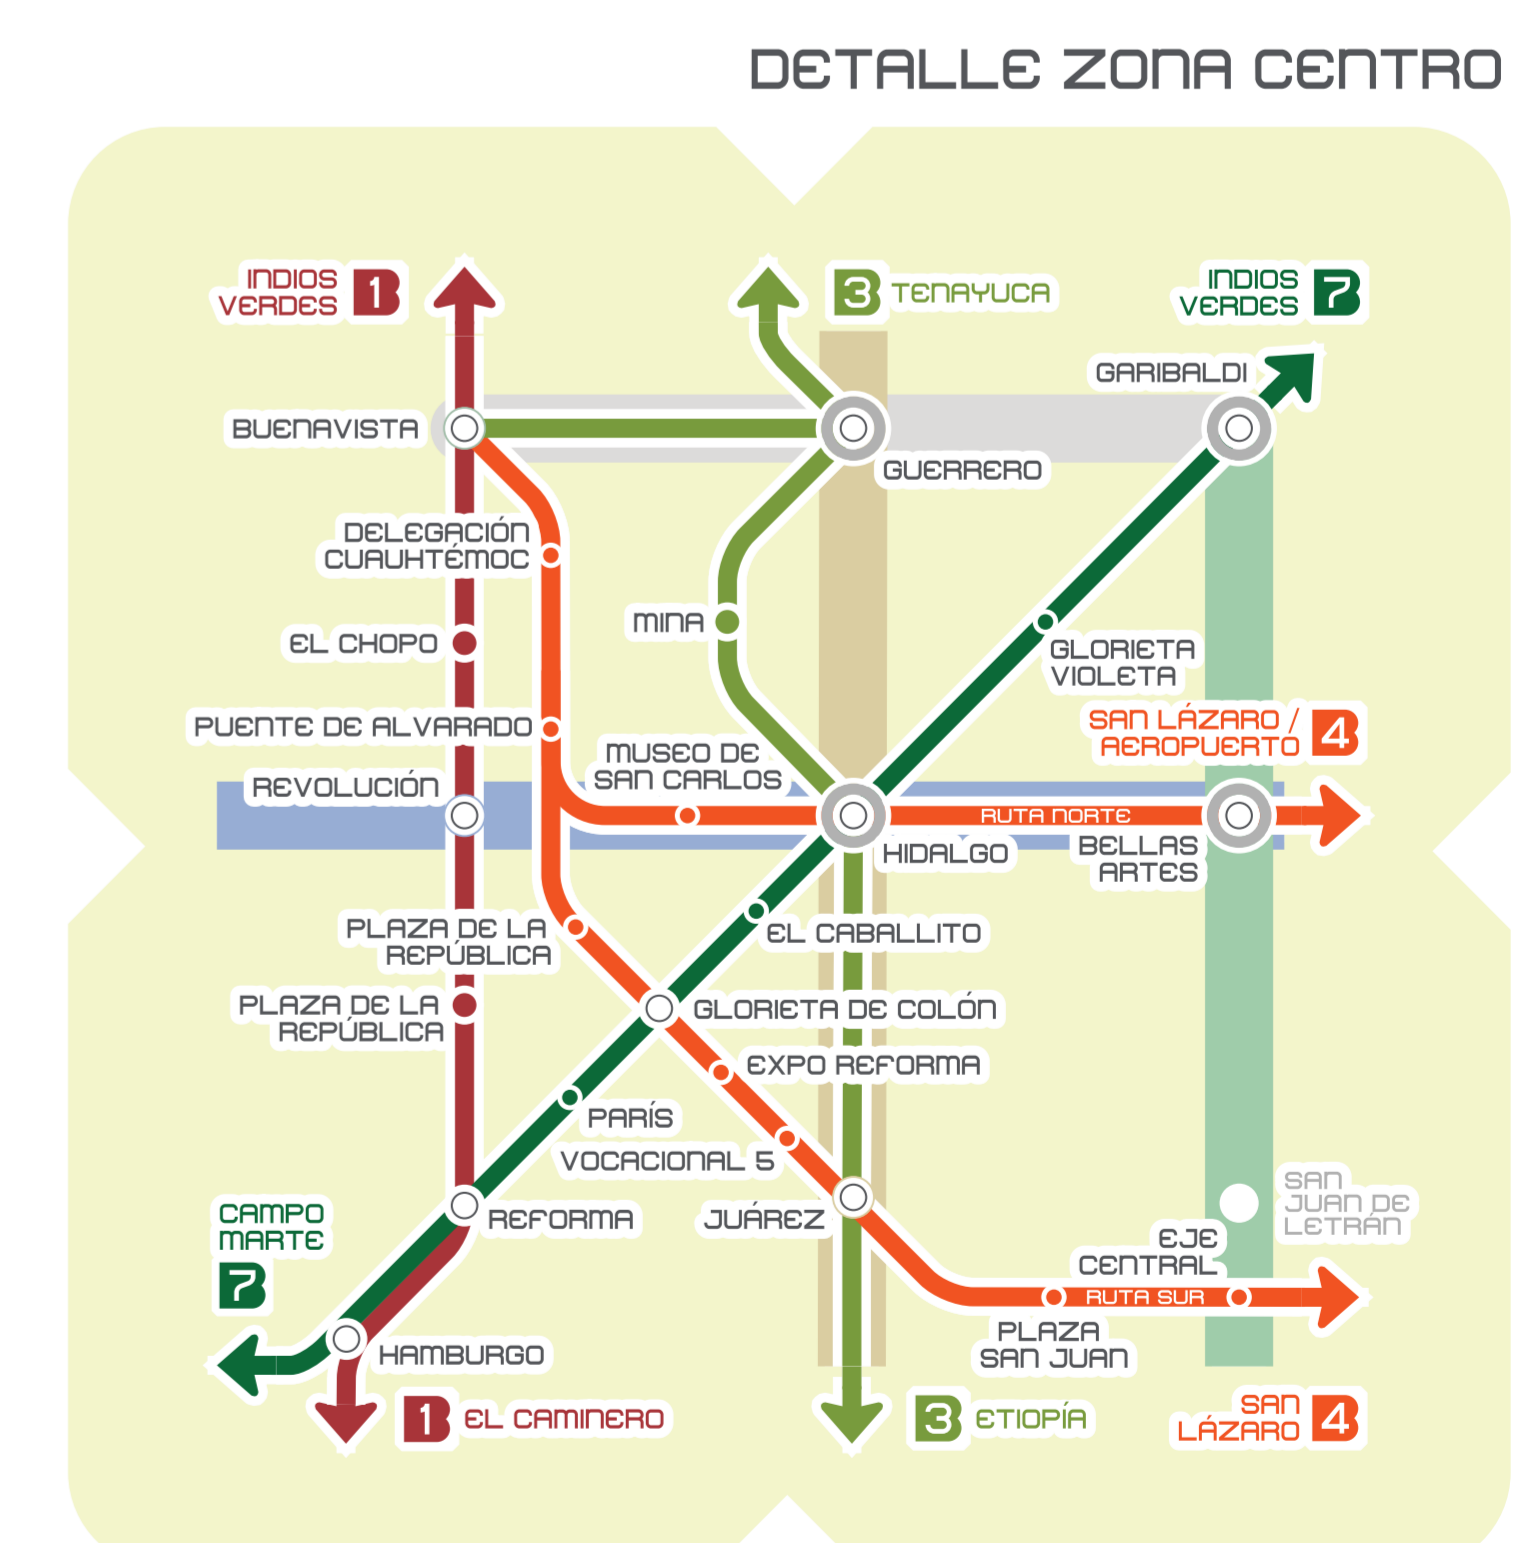 DETALLE ZONA CENTRO
INDIOS
VERDES
1
3
TENAYUCA
INDIOS
VERDES
7
GARIBALDI
BUENAVISTA
GUERRERO
DELEGACIÓN
CUAUHTÉMOC
MINA
EL CHOPO
GLORIETA
VIOLETA
PUENTE DE ALVARADO
SAN LÁZARO /
AEROPUERTO
4
MUSEO DE
SAN CARLOS
REVOLUCIÓN
RUTA NORTE
HIDALGO
BELLAS
ARTES
PLAZA DE LA
REPÚBLICA
EL CABALLITO
PLAZA DE LA
REPÚBLICA
GLORIETA DE COLÓN
EXPO REFORMA
PARÍS
VOCACIONAL 5
SAN
JUAN DE
LETRÁN
CAMPO
MARTE
7
REFORMA
JUÁREZ
EJE
CENTRAL
RUTA SUR
PLAZA
SAN JUAN
HAMBURGO
1
EL CAMINERO
3
ETIOPÍA
SAN
LÁZARO
4